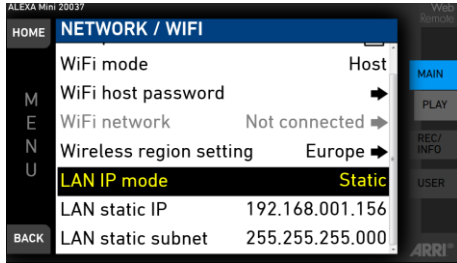 ALEXA Mini 20037
Web
Remote
HOME
NETWORK / WIFI
WiFi mode Host
WiFi host password
WiFi network Not connected
Wireless region setting Europe
LAN IP mode Static
LAN static IP 192.168.001.156
LAN static subnet 255.255.255.000
MENU
BACK
MAIN
PLAY
REC/
INFO
USER
ARRI®